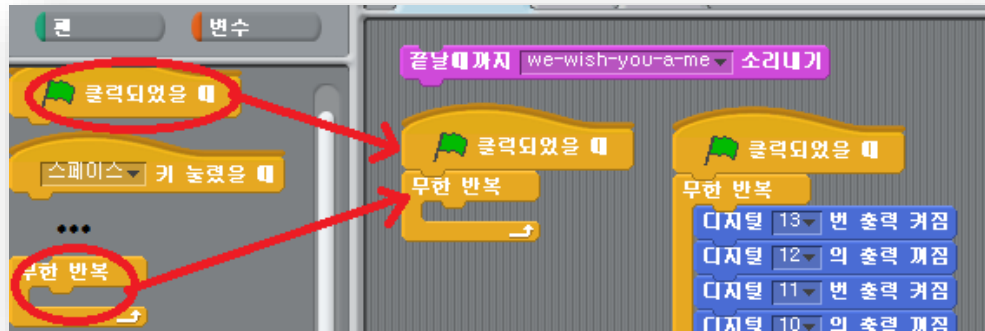 펜
변수
클릭되었을 때
스페이스 키 눌렸을 때
...
무한 반복
끝날때까지 we-wish-you-a-me 소리내기
클릭되었을 때
무한 반복
클릭되었을 때
무한 반복
디지털 13 번 출력 켜짐
디지털 12 의 출력 꺼짐
디지털 11 번 출력 켜짐
디지털 10 의 출력 꺼짐